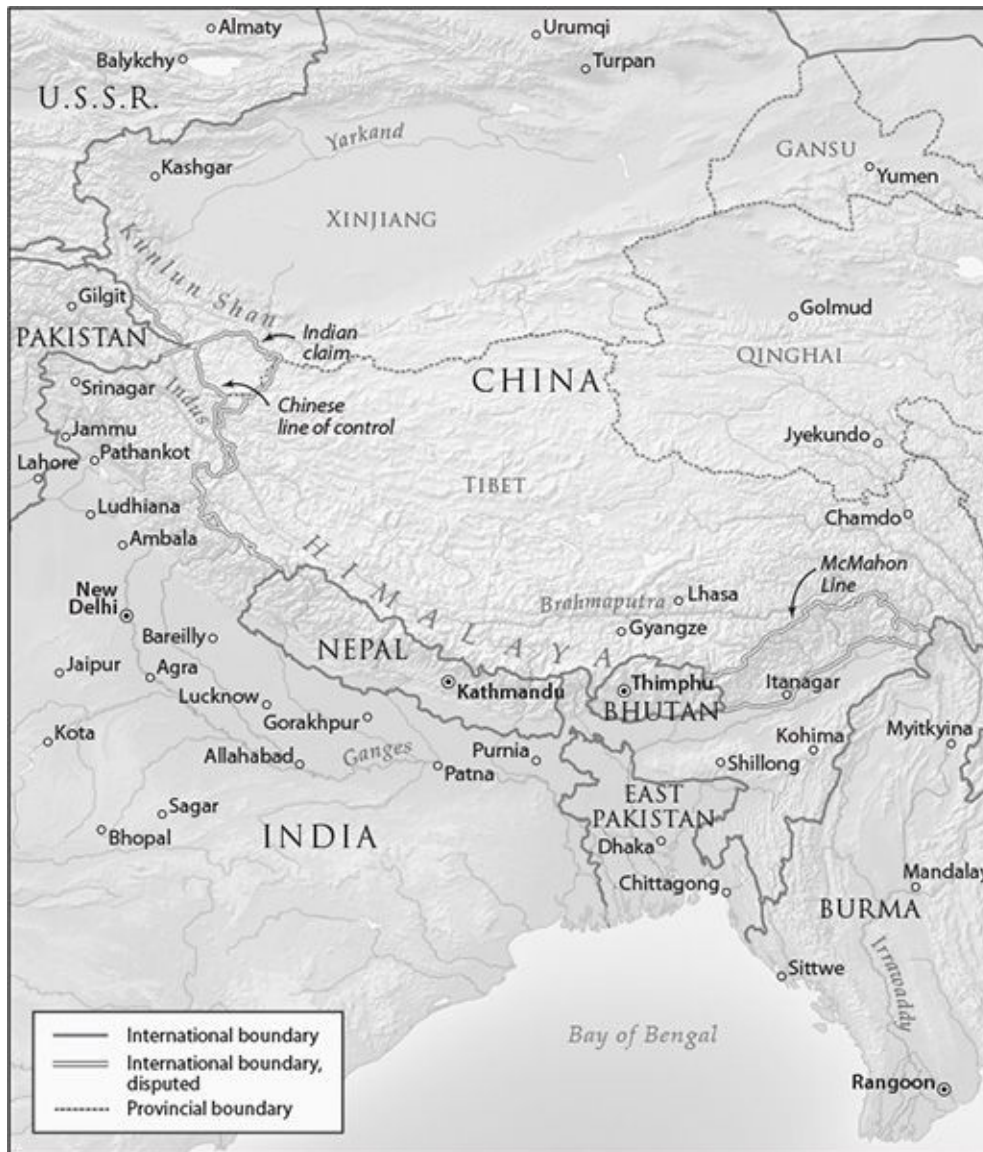 Almaty
Urumqi
Balykchy
Turpan
U.S.S.R.
Yarkand
GANSU
Kashgar
Yumen
XINJIANG
Kunlun Shan
Gilgit
Golmud
PAKISTAN
Indian
claim
QINGHAI
CHINA
Srinagar
Indus
Chinese
line of control
Jammu
Jyekundo
Lahore
Pathankot
TIBET
Ludhiana
Chamdo
Ambala
HIMALAYA
McMahon
Line
New
Delhi
Brahmaputra
Lhasa
Bareilly
Gyangze
NEPAL
Jaipur
Agra
Kathmandu
Thimphu
Itanagar
Lucknow
BHUTAN
Gorakhpur
Kota
Kohima
Myitkyina
Allahabad
Ganges
Purnia
Shillong
Patna
EAST
PAKISTAN
Sagar
Bhopal
INDIA
Dhaka
Chittagong
Mandalay
BURMA
Sittwe
Irrawaddy
Bay of Bengal
Rangoon
International boundary
International boundary,
disputed
Provincial boundary